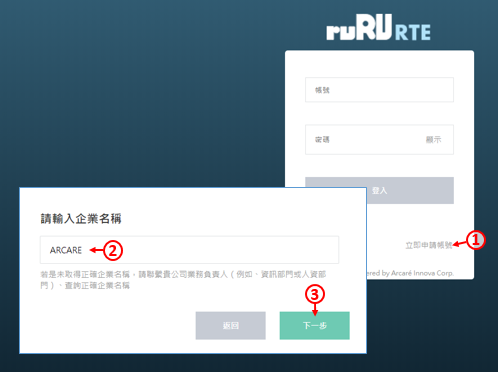 ruRU RTE
帳號
密碼 顯示
登入
立即申請帳號
①
ered by Arcaré Innova Corp
請輸入企業名稱
ARCARE ②
若是未取得正確企業名稱，請聯繫貴公司業務負責人（例如、資訊部門或人資部
門）、查詢正確企業名稱
③
返回 下一步